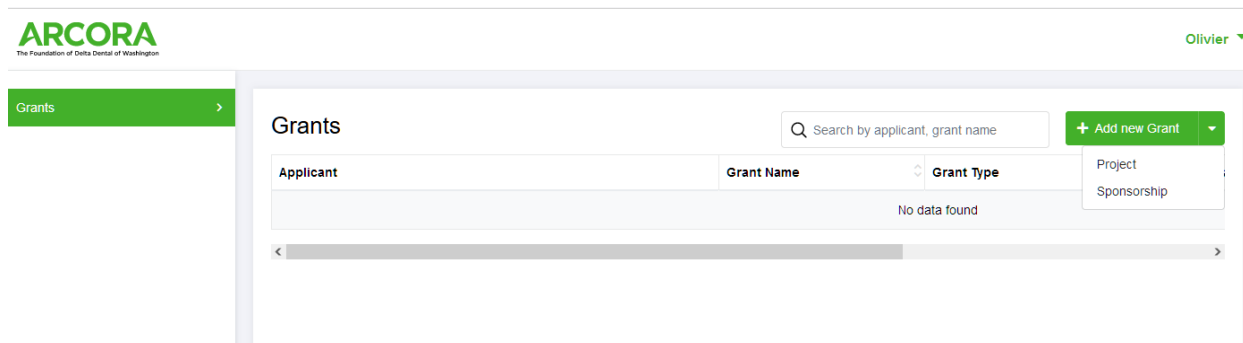 ARCORA
The Foundation of Delta Dental of Washington
Olivier
Grants
Grants
Search by applicant, grant name
+ Add new Grant
Project
Sponsorship
Applicant
Grant Name
Grant Type
No data found